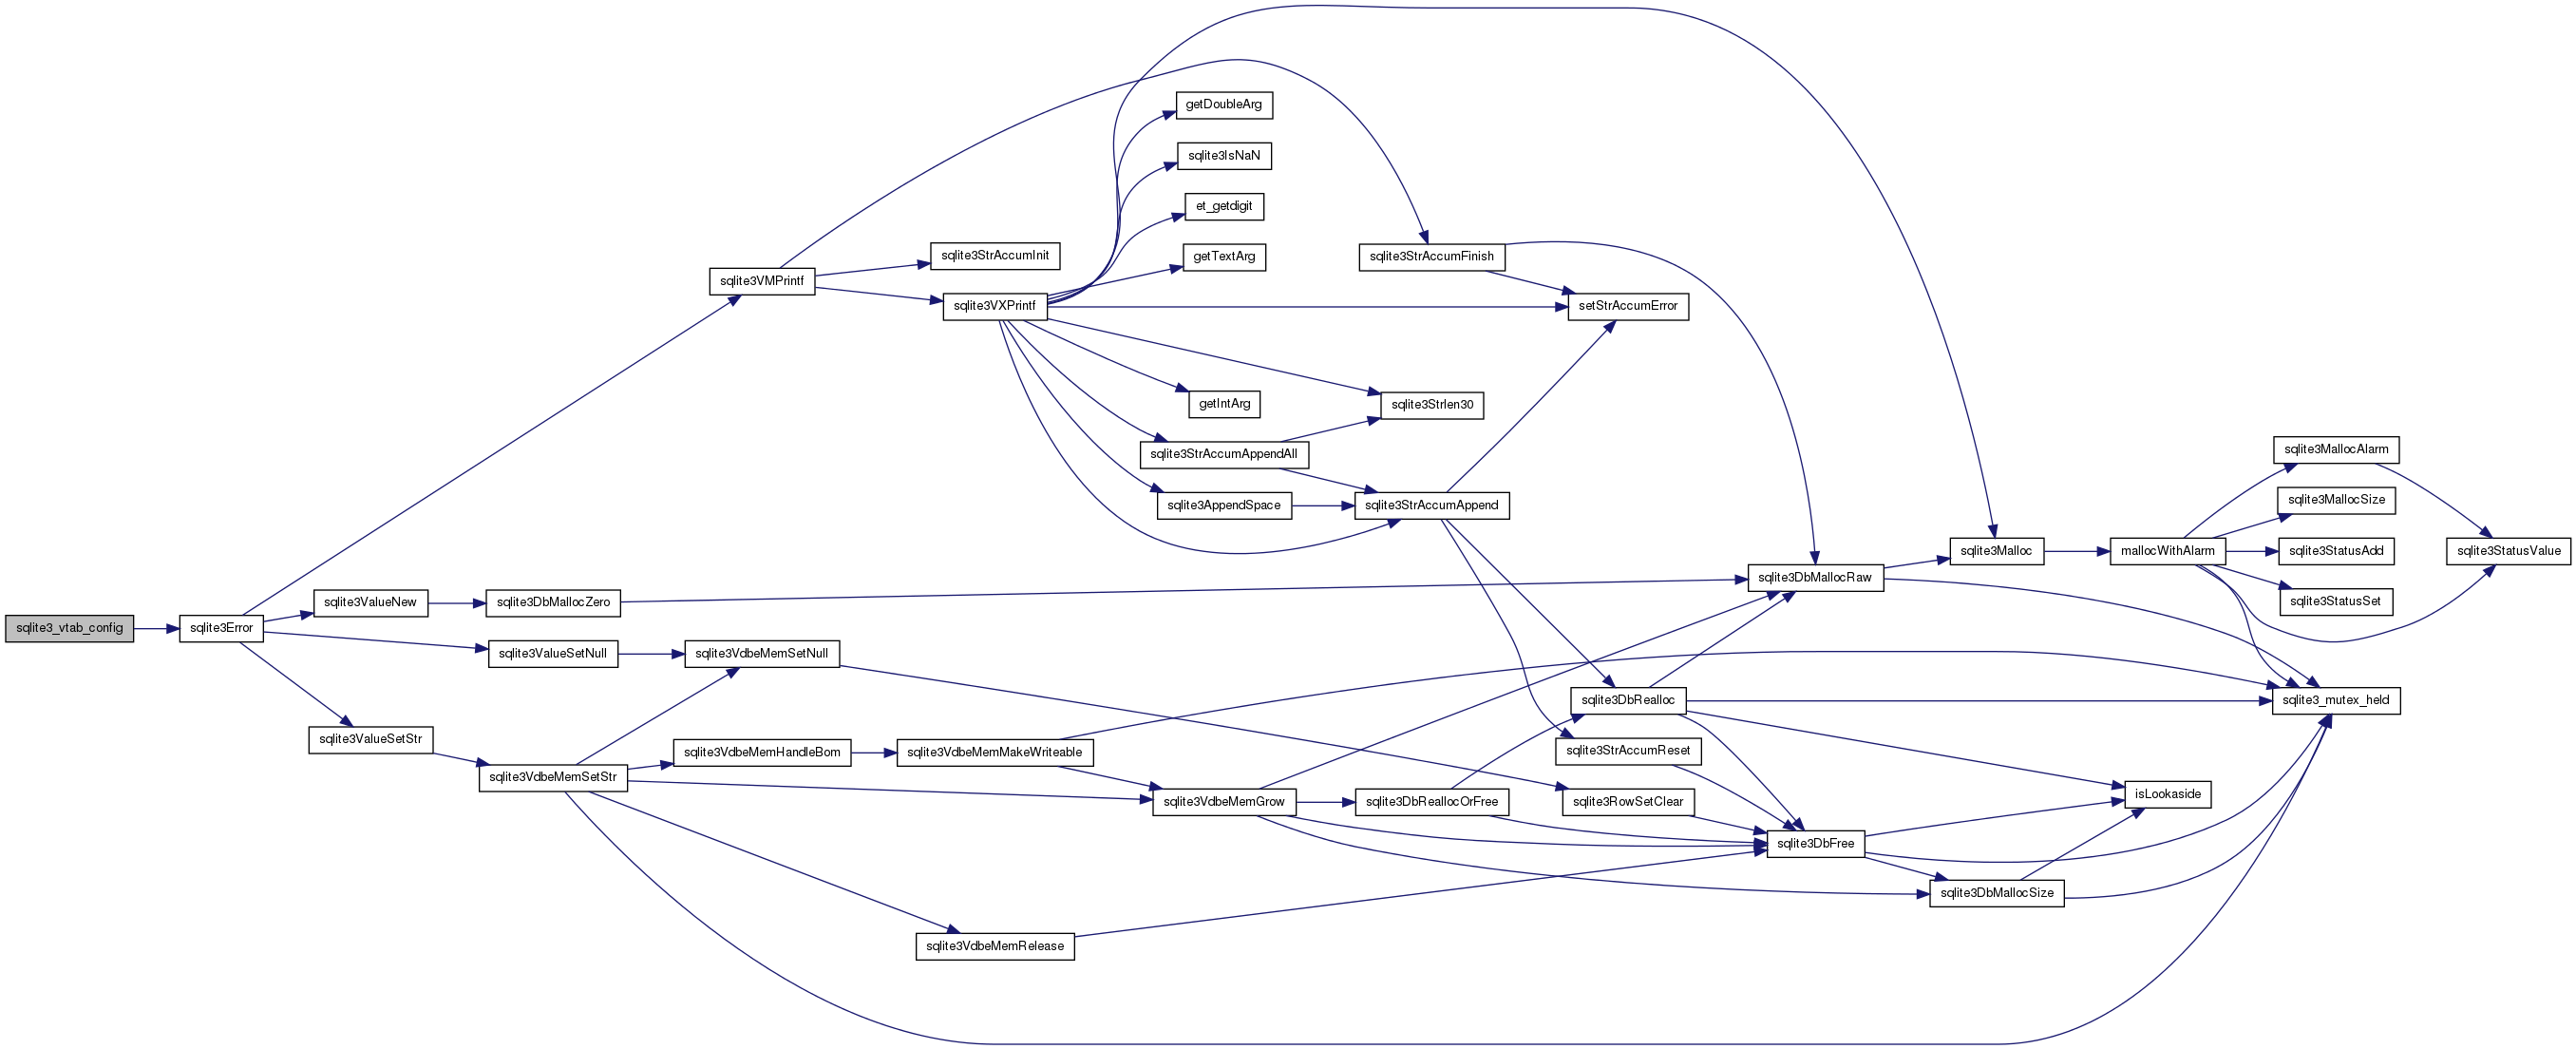 sqlite3_vtab_config
sqlite3Error
sqlite3VMPrintf
sqlite3ValueNew
sqlite3ValueSetNull
sqlite3ValueSetStr
sqlite3DbMallocZero
sqlite3VdbeMemSetNull
sqlite3VdbeMemSetStr
sqlite3VdbeMemHandleBom
sqlite3VdbeMemMakeWriteable
sqlite3VdbeMemRelease
sqlite3StrAccumInit
sqlite3VXPrintf
getDoubleArg
sqlite3IsNaN
et_getdigit
getTextArg
getIntArg
sqlite3StrAccumAppendAll
sqlite3AppendSpace
sqlite3VdbeMemGrow
sqlite3StrAccumFinish
sqlite3Strlen30
sqlite3StrAccumAppend
sqlite3DbReallocOrFree
setStrAccumError
sqlite3DbRealloc
sqlite3StrAccumReset
sqlite3RowSetClear
sqlite3DbMallocRaw
sqlite3DbFree
sqlite3Malloc
sqlite3DbMallocSize
mallocWithAlarm
isLookaside
sqlite3MallocAlarm
sqlite3MallocSize
sqlite3StatusAdd
sqlite3StatusSet
sqlite3_mutex_held
sqlite3StatusValue